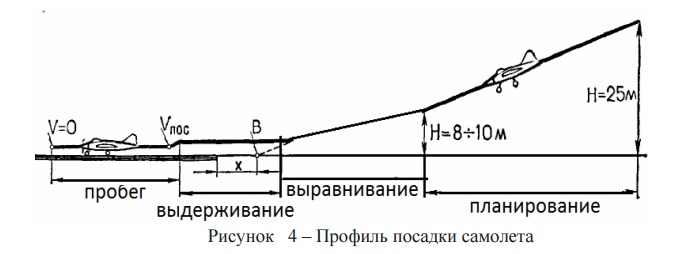 V=0
Vпос
B
H=8÷10м
H=25м
x
пробег
выдерживание
выравнивание
планирование
Рисунок 4 – Профиль посадки самолета